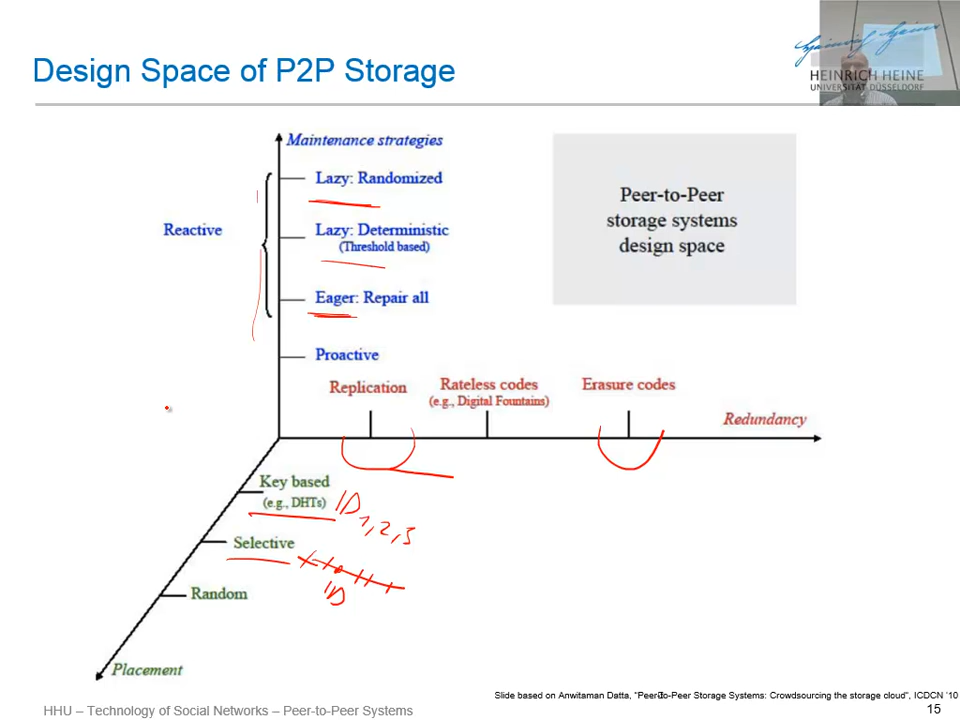 Design Space of P2P Storage
HEINRICH HEINE
UNIVERSITÄT DÜSSELDORF
Maintenance strategies
Lazy: Randomized
Reactive
Lazy: Deterministic
(Threshold based)
Eager: Repair all
Proactive
Peer-to-Peer
storage systems
design space
Replication
Rateless codes
(e.g., Digital Fountains)
Erasure codes
Redundancy
Key based
(e.g., DHTs)
ID 1, 2, 3
Selective
ID
Random
Placement
Slide based on Anwitaman Datta, "Peer-To-Peer Storage Systems: Crowdsourcing the storage cloud", ICDCN '10
HHU – Technology of Social Networks – Peer-to-Peer Systems
15